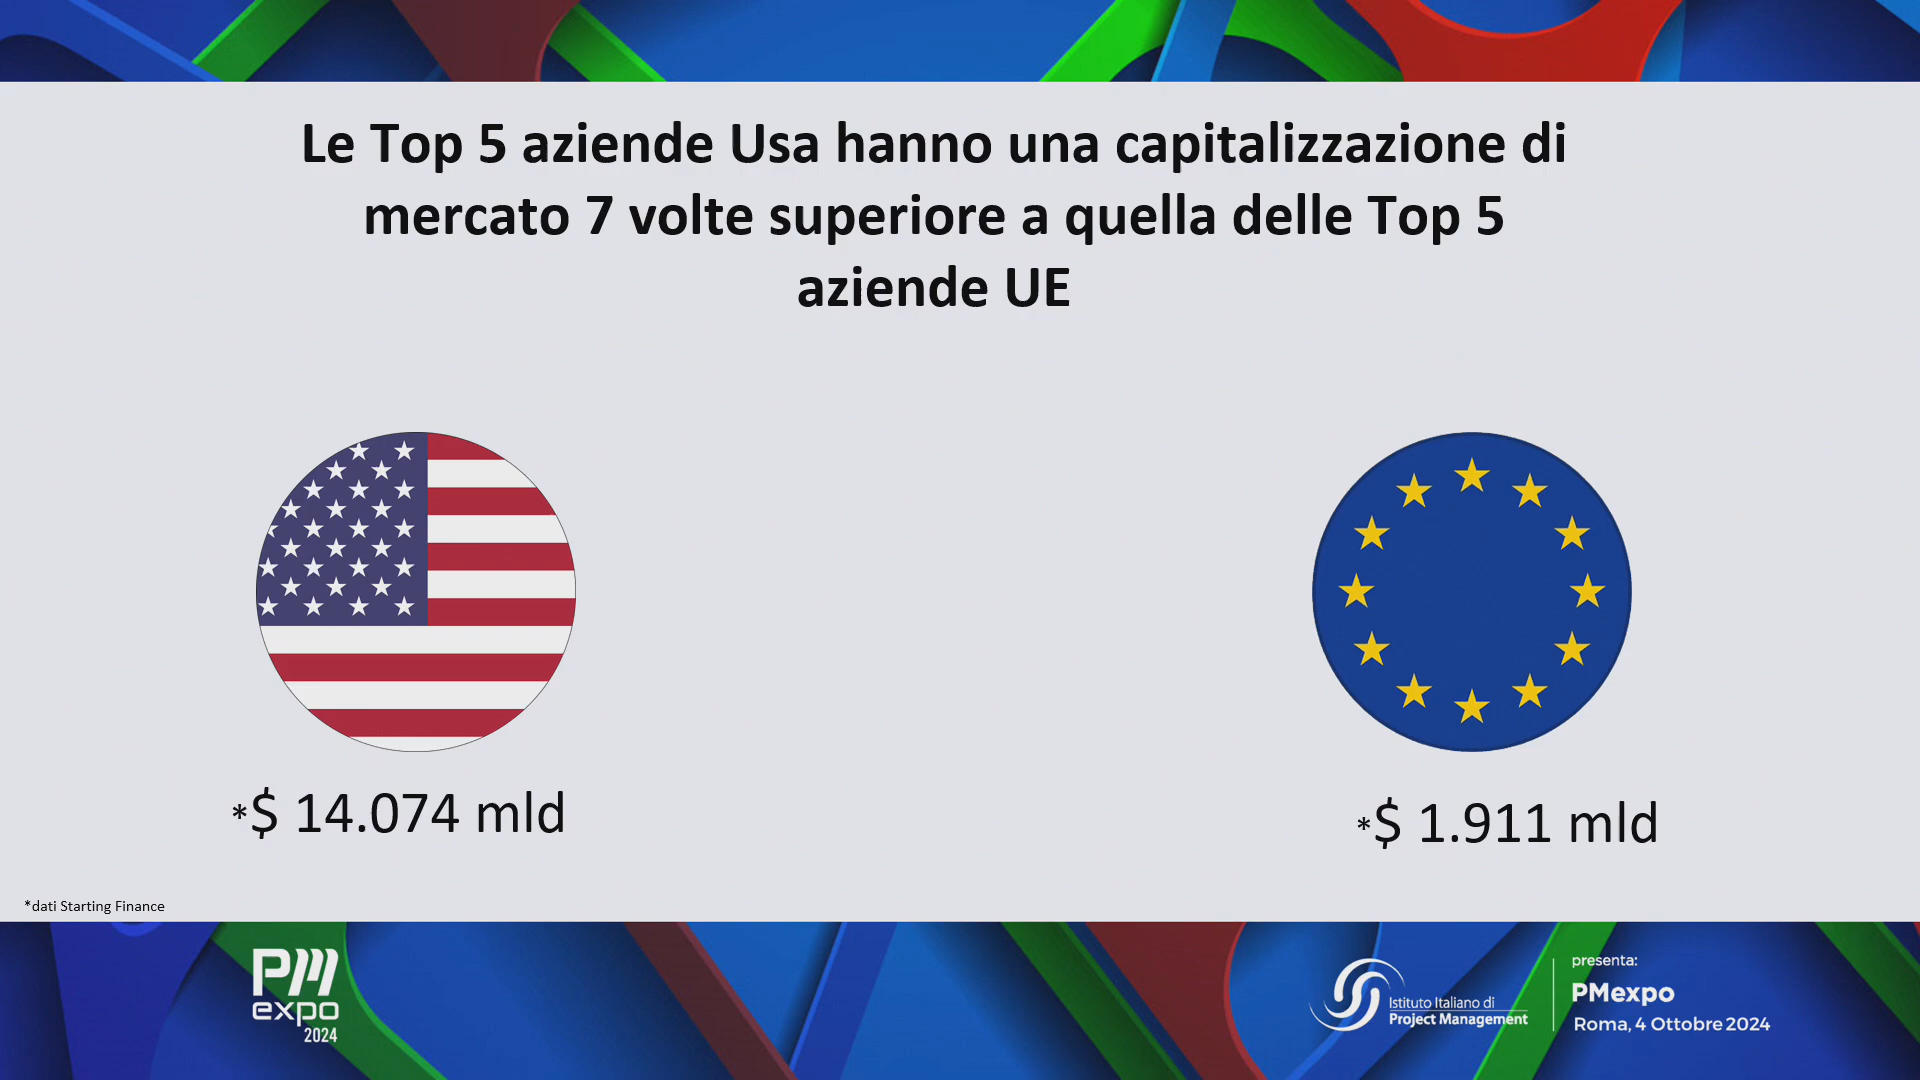 Le Top 5 aziende Usa hanno una capitalizzazione di
mercato 7 volte superiore a quella delle Top 5
aziende UE
*$ 14.074 mld
*$ 1.911 mld
*dati Starting Finance
PM
expo
2024
Istituto Italiano di
Project Management
presenta:
PMexpo
Roma, 4 Ottobre 2024